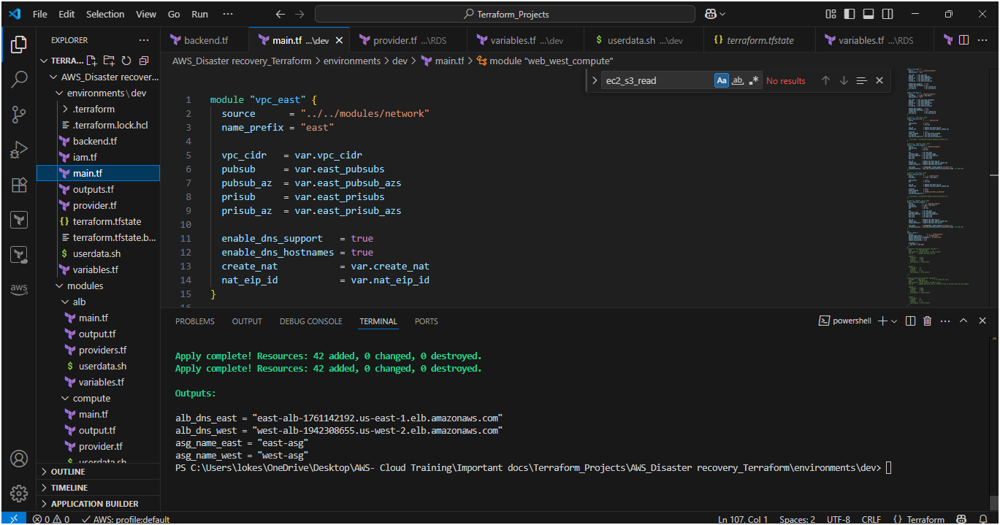 File Edit Selection View Go Run ··· Terraform_Projects
EXPLORER
TERRA...
AWS_Disaster recover...
environments \ dev
.terraform
.terraform.lock.hcl
backend.tf
iam.tf
main.tf
outputs.tf
provider.tf
terraform.tfstate
terraform.tfstate.b...
userdata.sh
variables.tf
modules
alb
main.tf
output.tf
providers.tf
userdata.sh
variables.tf
compute
main.tf
output.tf
provider.tf
userdata.sh
OUTLINE
TIMELINE
APPLICATION BUILDER
aws
backend.tf main.tf ...\dev provider.tf ...\RDS variables.tf ...\dev userdata.sh ...\dev terraform.tfstate variables.tf ...\RDS
AWS_Disaster recovery_Terraform > environments > dev > main.tf > module "web_west_compute"
ec2_s3_read Aa ab .* No results
1 module "vpc_east" {
2 source      = "../../modules/network"
3 name_prefix = "east"
4
5 vpc_cidr   = var.vpc_cidr
6 pubsub     = var.east_pubsubs
7 pubsub_az  = var.east_pubsub_azs
8 prisub     = var.east_prisubs
9 prisub_az  = var.east_prisub_azs
10
11 enable_dns_support   = true
12 enable_dns_hostnames = true
13 create_nat           = var.create_nat
14 nat_eip_id           = var.nat_eip_id
15 }
16
PROBLEMS OUTPUT DEBUG CONSOLE TERMINAL PORTS powershell
Apply complete! Resources: 42 added, 0 changed, 0 destroyed.
Apply complete! Resources: 42 added, 0 changed, 0 destroyed.
Outputs:
alb_dns_east = "east-alb-1761142192.us-east-1.elb.amazonaws.com"
alb_dns_west = "west-alb-1942308655.us-west-2.elb.amazonaws.com"
asg_name_east = "east-asg"
asg_name_west = "west-asg"
PS C:\Users\lokes\OneDrive\Desktop\AWS- Cloud Training\Important docs\Terraform_Projects\AWS_Disaster recovery_Terraform\environments\dev>
0 0 AWS: profile:default Ln 107, Col 1 Spaces: 2 UTF-8 CRLF {} Terraform